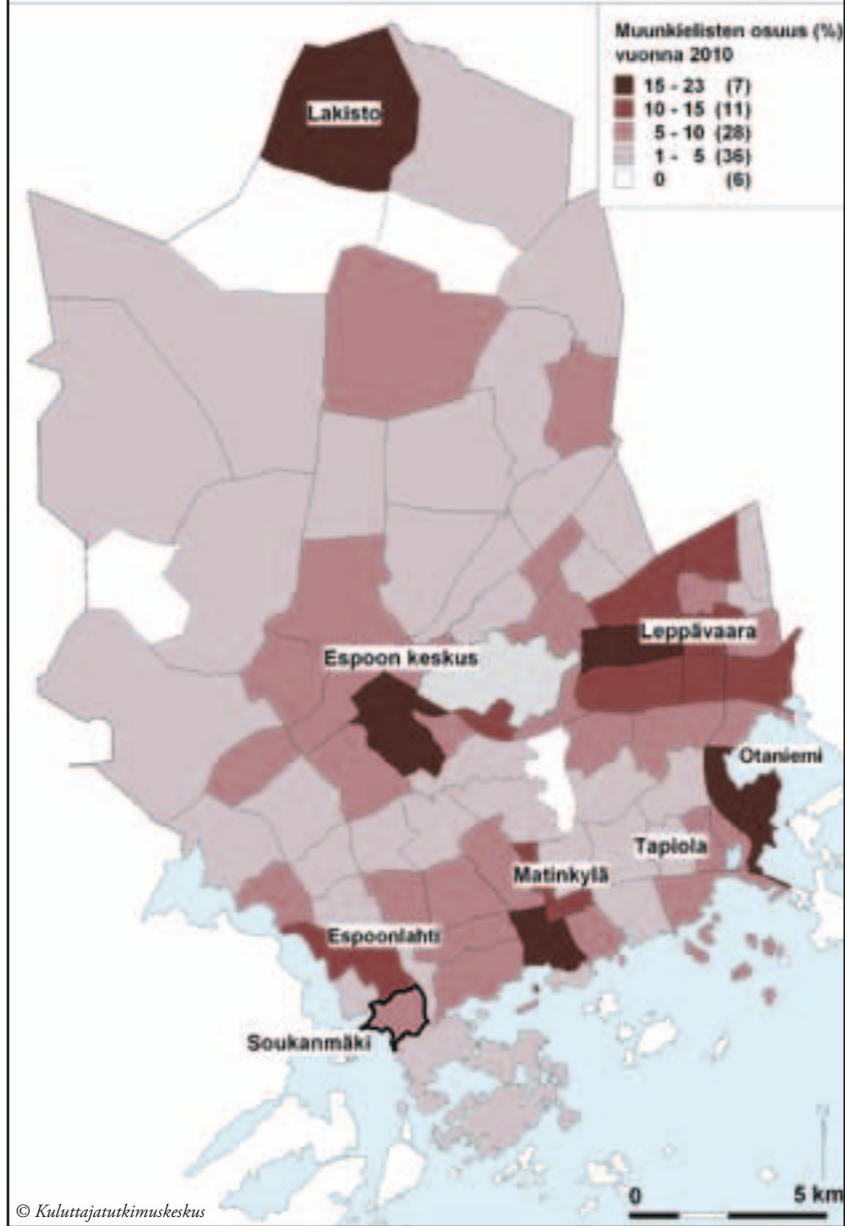 Muunkielisten osuus (%)
vuonna 2010
15 - 23 (7)
10 - 15 (11)
5 - 10 (28)
1 - 5 (36)
0 (6)
Lakisto
Leppävaara
Espoon keskus
Otaniemi
Tapiola
Matinkylä
Espoonlahti
Soukanmäki
0 5 km
© Kuluttajatutkimuskeskus